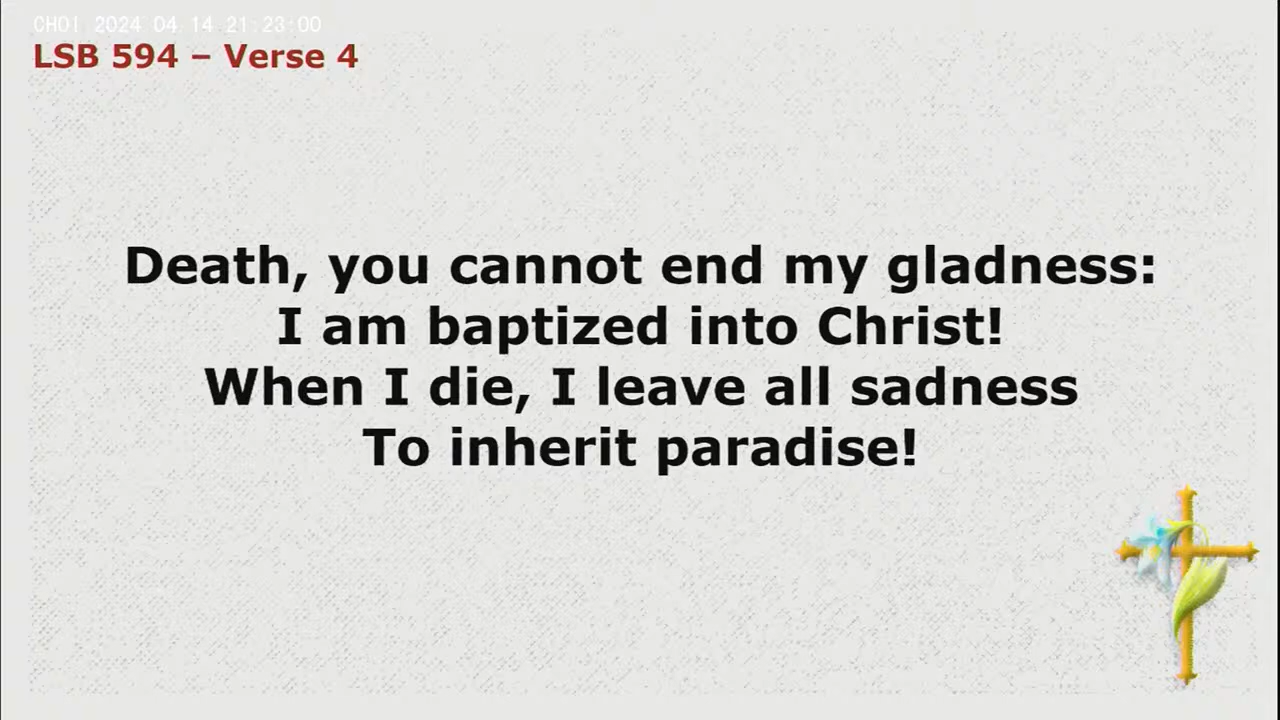 CH01 2024 04 14 21:23:00
LSB 594 – Verse 4
Death, you cannot end my gladness:
I am baptized into Christ!
When I die, I leave all sadness
To inherit paradise!